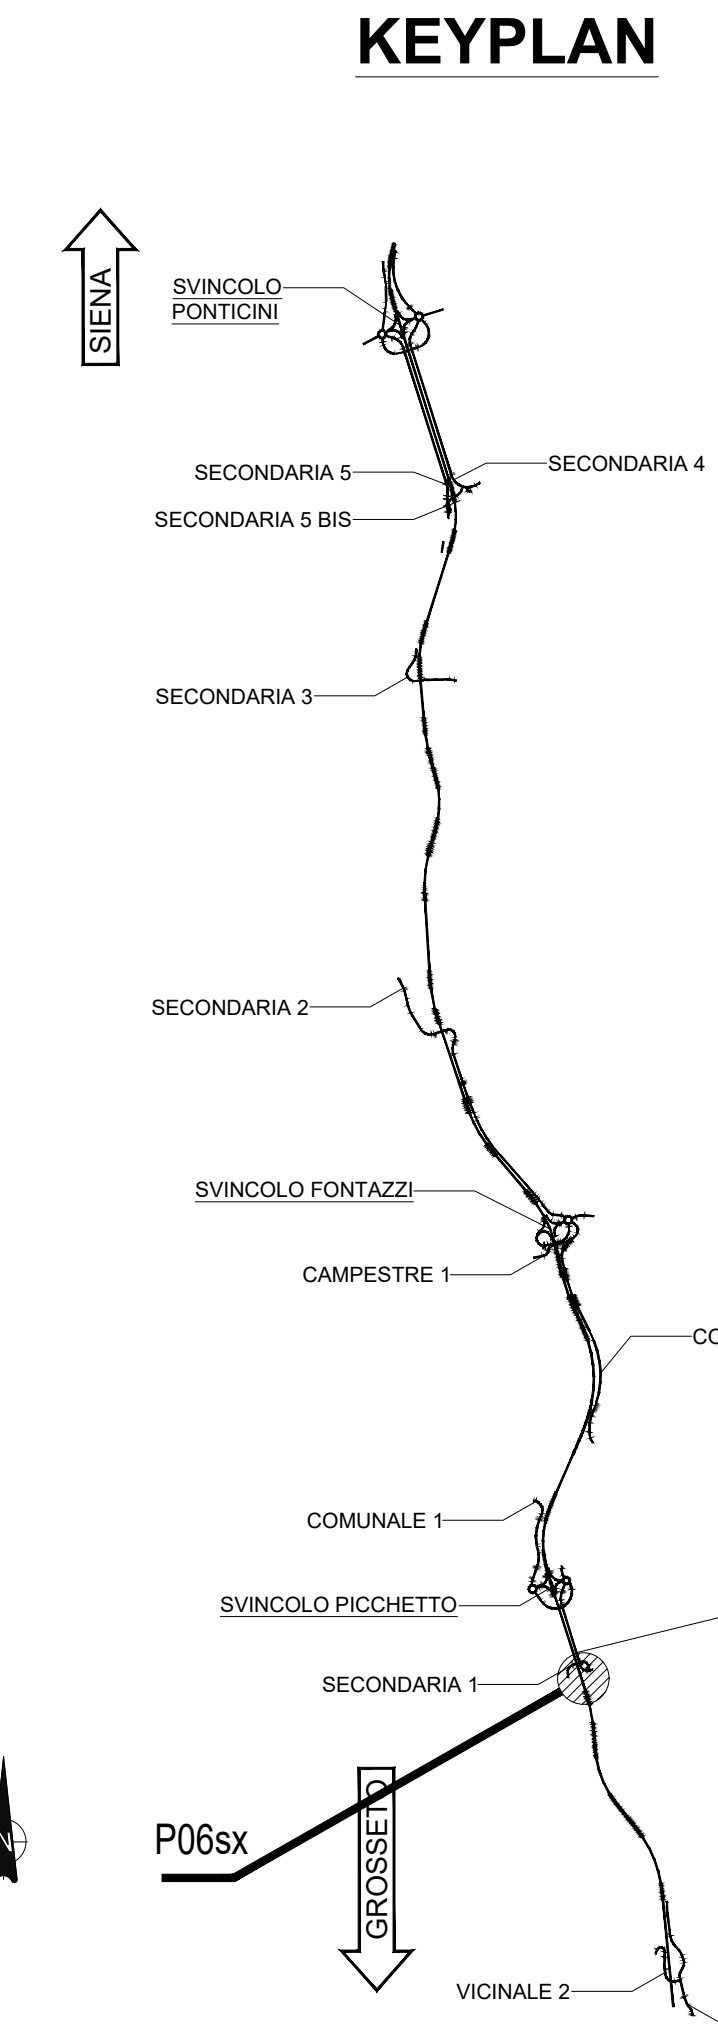 KEYPLAN
SIENA
SVINCOLO
PONTICINI
SECONDARIA 5
SECONDARIA 4
SECONDARIA 5 BIS
SECONDARIA 3
SECONDARIA 2
SVINCOLO FONTAZZI
CAMPESTRE 1
CO
COMUNALE 1
SVINCOLO PICCHETTO
SECONDARIA 1
P06sx
GROSSETO
N
VICINALE 2